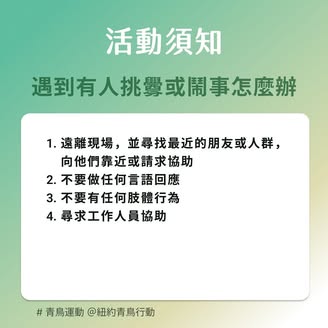 活動須知
遇到有人挑釁或鬧事怎麼辦
1. 遠離現場，並尋找最近的朋友或人群，
向他們靠近或請求協助
2. 不要做任何言語回應
3. 不要有任何肢體行為
4. 尋求工作人員協助
# 青鳥運動 @紐約青鳥行動